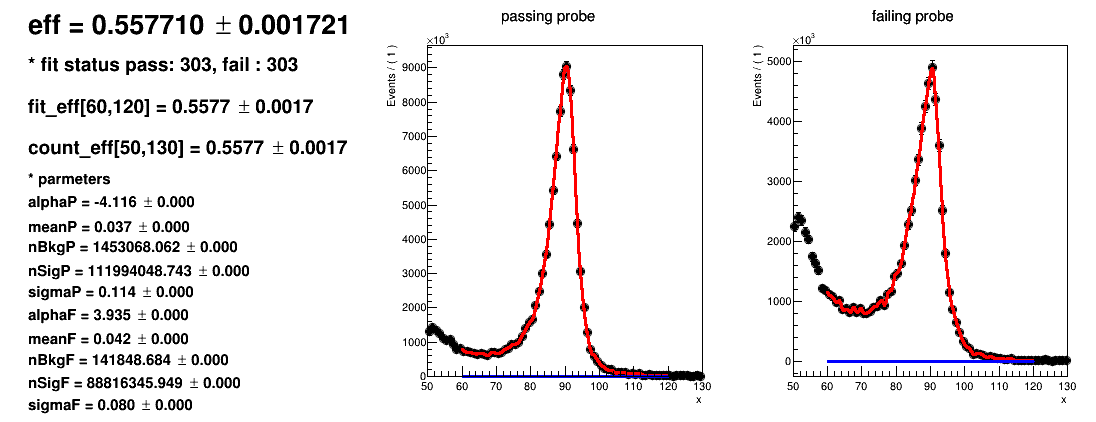 eff = 0.557710 ± 0.001721
* fit status pass: 303, fail : 303
fit_eff[60,120] = 0.5577 ± 0.0017
count_eff[50,130] = 0.5577 ± 0.0017
* parmeters
alphaP = -4.116 ± 0.000
meanP = 0.037 ± 0.000
nBkgP = 1453068.062 ± 0.000
nSigP = 111994048.743 ± 0.000
sigmaP = 0.114 ± 0.000
alphaF = 3.935 ± 0.000
meanF = 0.042 ± 0.000
nBkgF = 141848.684 ± 0.000
nSigF = 88816345.949 ± 0.000
sigmaF = 0.080 ± 0.000
passing probe
×10³
Events / ( 1 )
9000
8000
7000
6000
5000
4000
3000
2000
1000
0
50 60 70 80 90 100 110 120 130
x
failing probe
×10³
Events / ( 1 )
5000
4000
3000
2000
1000
0
50 60 70 80 90 100 110 120 130
x